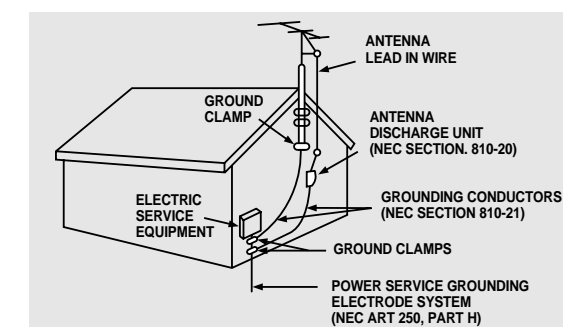 ANTENNA
LEAD IN WIRE
GROUND
CLAMP
ANTENNA
DISCHARGE UNIT
(NEC SECTION. 810-20)
ELECTRIC
SERVICE
EQUIPMENT
GROUNDING CONDUCTORS
(NEC SECTION 810-21)
GROUND CLAMPS
POWER SERVICE GROUNDING
ELECTRODE SYSTEM
(NEC ART 250, PART H)